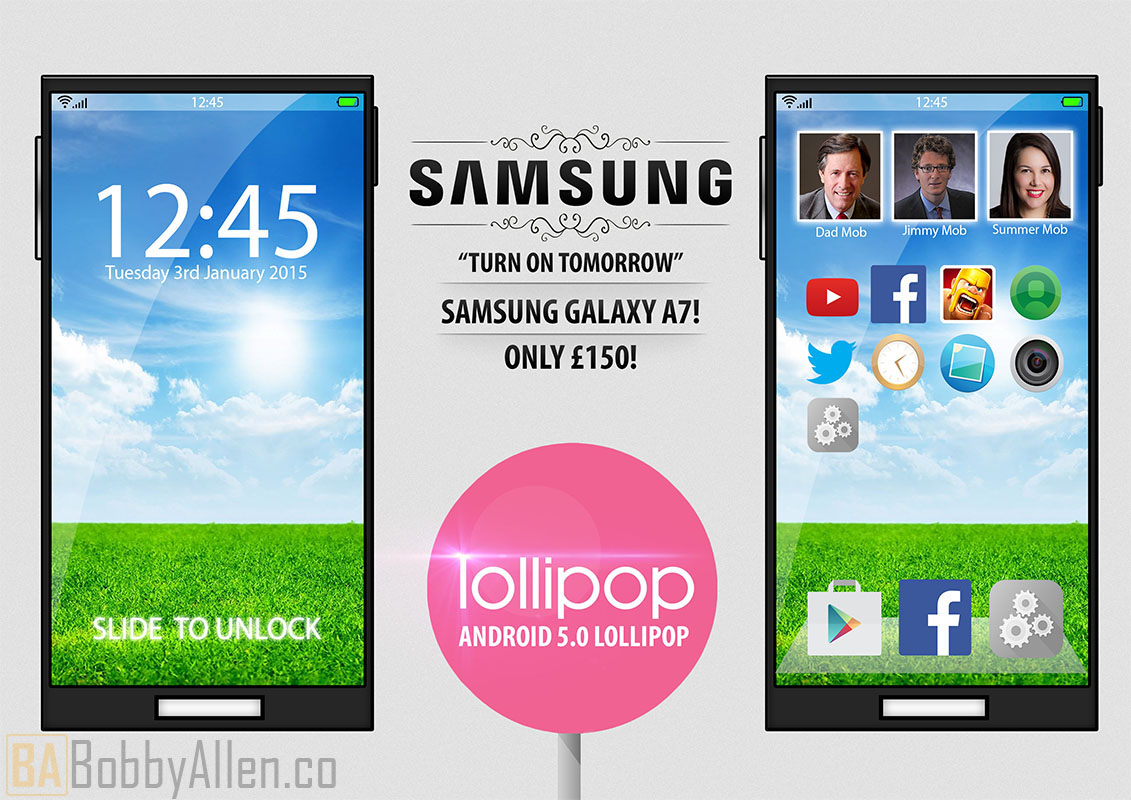 12:45
12:45
Tuesday 3rd January 2015
SLIDE TO UNLOCK
SAMSUNG
“TURN ON TOMORROW”
SAMSUNG GALAXY A7!
ONLY £150!
lollipop
ANDROID 5.0 LOLLIPOP
12:45
Dad Mob
Jimmy Mob
Summer Mob
f
f
BA BobbyAllen.co